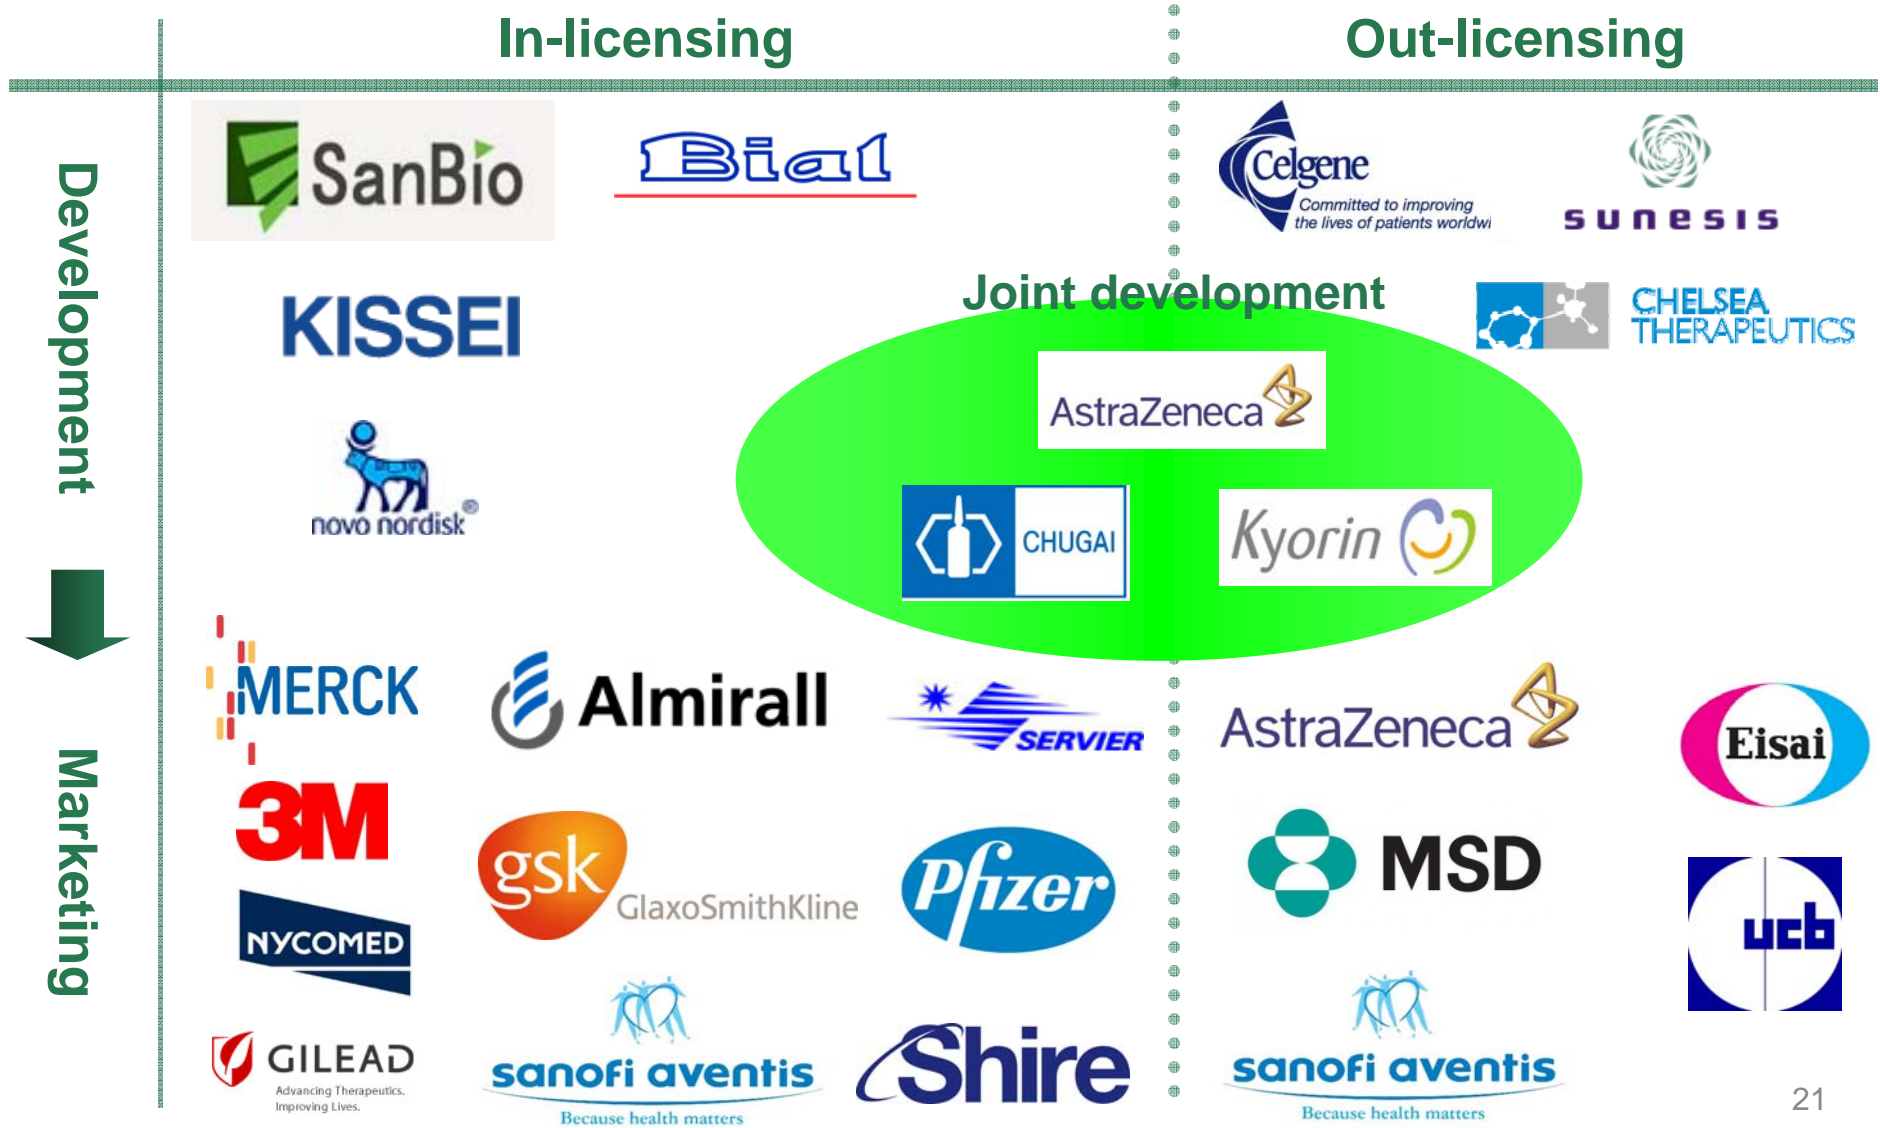 In-licensing
Out-licensing
Development
SanBio
Bial
Celgene
Committed to improving
the lives of patients worldwi
sunesis
KISSEI
Joint development
CHELSEA
THERAPEUTICS
AstraZeneca
novo nordisk®
CHUGAI
Kyorin
Marketing
MERCK
Almirall
SERVIER
AstraZeneca
Eisai
3M
gsk
GlaxoSmithKline
Pfizer
MSD
NYCOMED
ucb
GILEAD
Advancing Therapeutics.
Improving Lives.
sanofi aventis
Because health matters
Shire
sanofi aventis
Because health matters
21